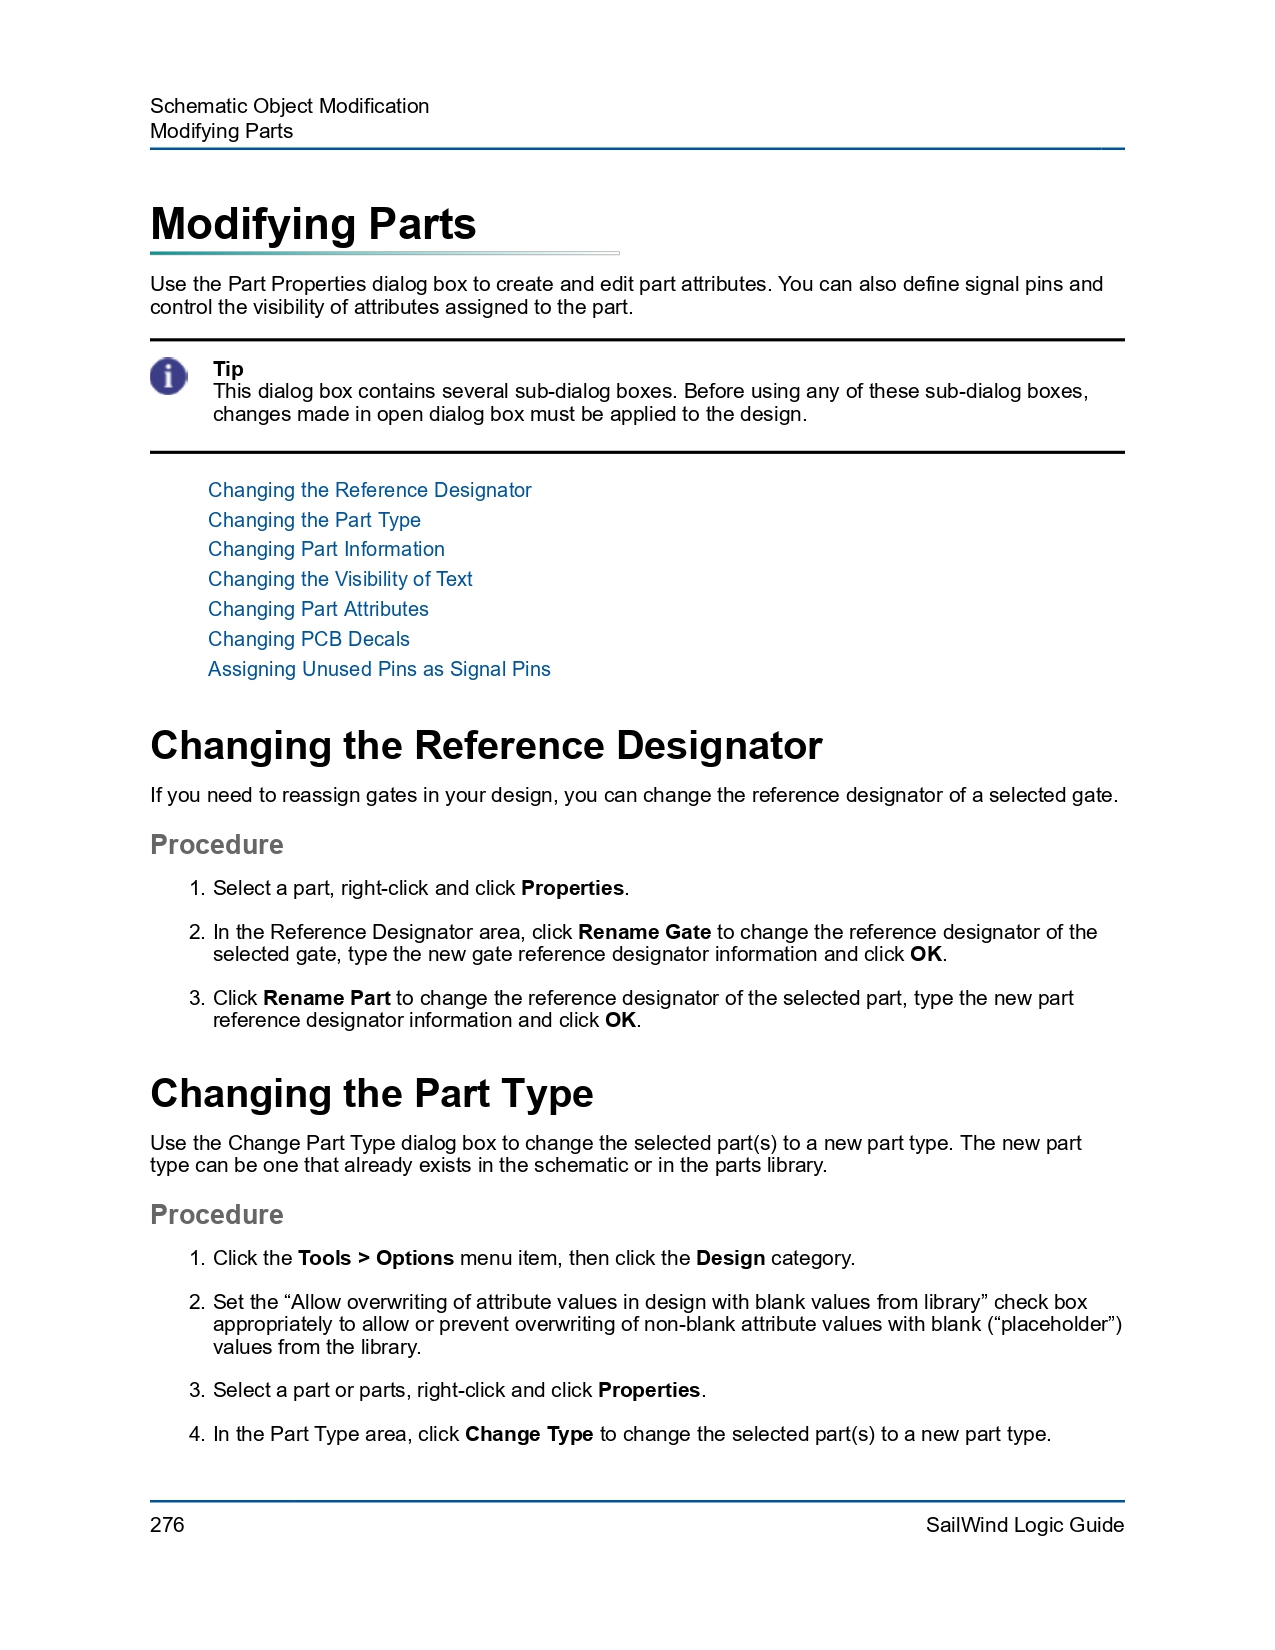 Schematic Object Modification
Modifying Parts
Modifying Parts
Use the Part Properties dialog box to create and edit part attributes. You can also define signal pins and
control the visibility of attributes assigned to the part.
Tip
This dialog box contains several sub-dialog boxes. Before using any of these sub-dialog boxes,
changes made in open dialog box must be applied to the design.
Changing the Reference Designator
Changing the Part Type
Changing Part Information
Changing the Visibility of Text
Changing Part Attributes
Changing PCB Decals
Assigning Unused Pins as Signal Pins
Changing the Reference Designator
If you need to reassign gates in your design, you can change the reference designator of a selected gate.
Procedure
1. Select a part, right-click and click Properties.
2. In the Reference Designator area, click Rename Gate to change the reference designator of the
selected gate, type the new gate reference designator information and click OK.
3. Click Rename Part to change the reference designator of the selected part, type the new part
reference designator information and click OK.
Changing the Part Type
Use the Change Part Type dialog box to change the selected part(s) to a new part type. The new part
type can be one that already exists in the schematic or in the parts library.
Procedure
1. Click the Tools > Options menu item, then click the Design category.
2. Set the “Allow overwriting of attribute values in design with blank values from library” check box
appropriately to allow or prevent overwriting of non-blank attribute values with blank (“placeholder”)
values from the library.
3. Select a part or parts, right-click and click Properties.
4. In the Part Type area, click Change Type to change the selected part(s) to a new part type.
276
SailWind Logic Guide